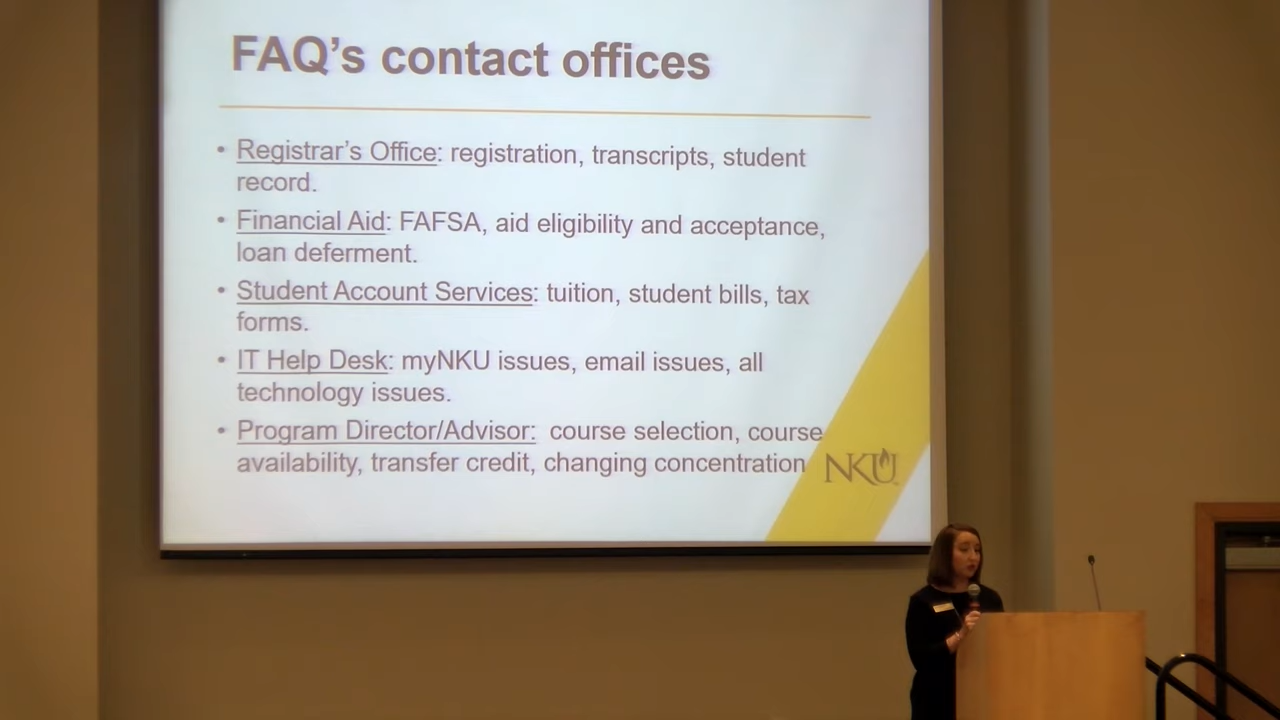 FAQ’s contact offices
• Registrar’s Office: registration, transcripts, student
record.
• Financial Aid: FAFSA, aid eligibility and acceptance,
loan deferment.
• Student Account Services: tuition, student bills, tax
forms.
• IT Help Desk: myNKU issues, email issues, all
technology issues.
• Program Director/Advisor: course selection, course
availability, transfer credit, changing concentration
NKU